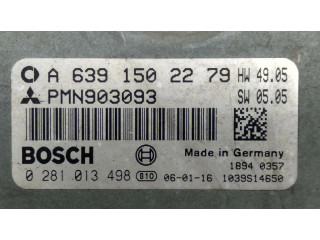 A 639 150 22 79 HW 49.05
PMN903093 SW 05.05
BOSCH Made in Germany
1894 0357
0 281 013 498 810 06-01-16 1039S14650